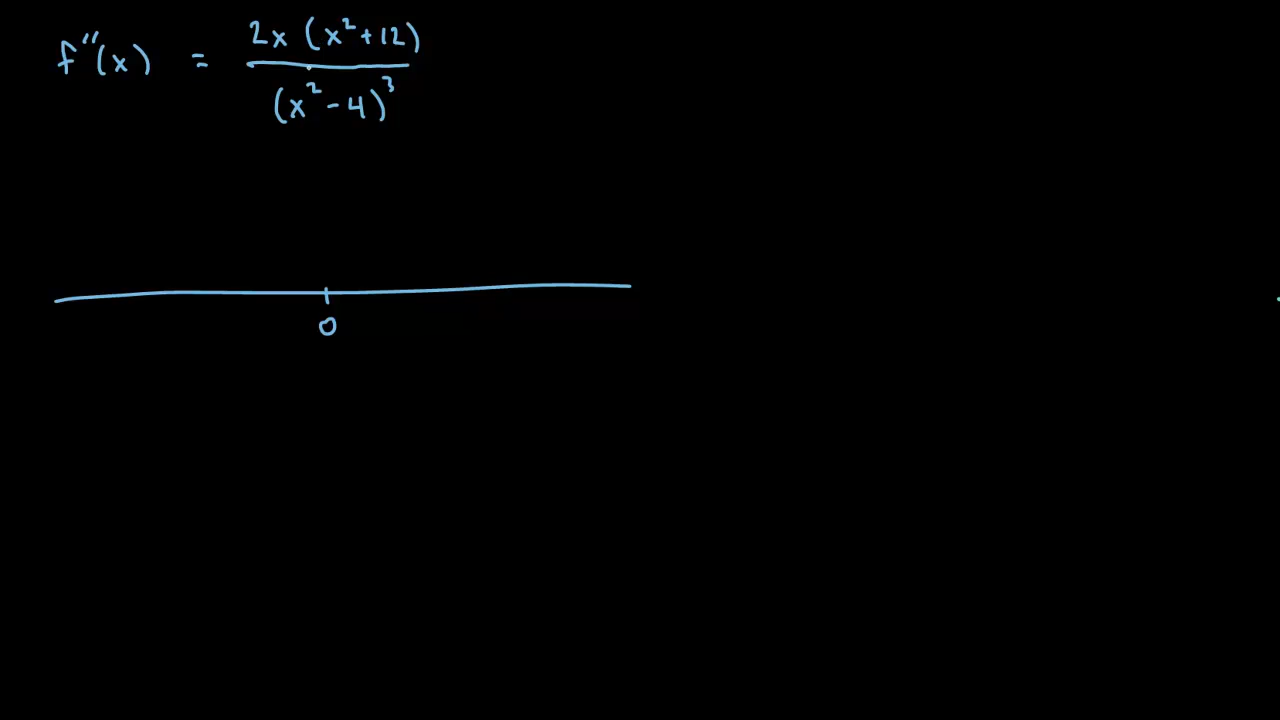 f''(x) = 2x (x² + 12) / (x² - 4)³
0